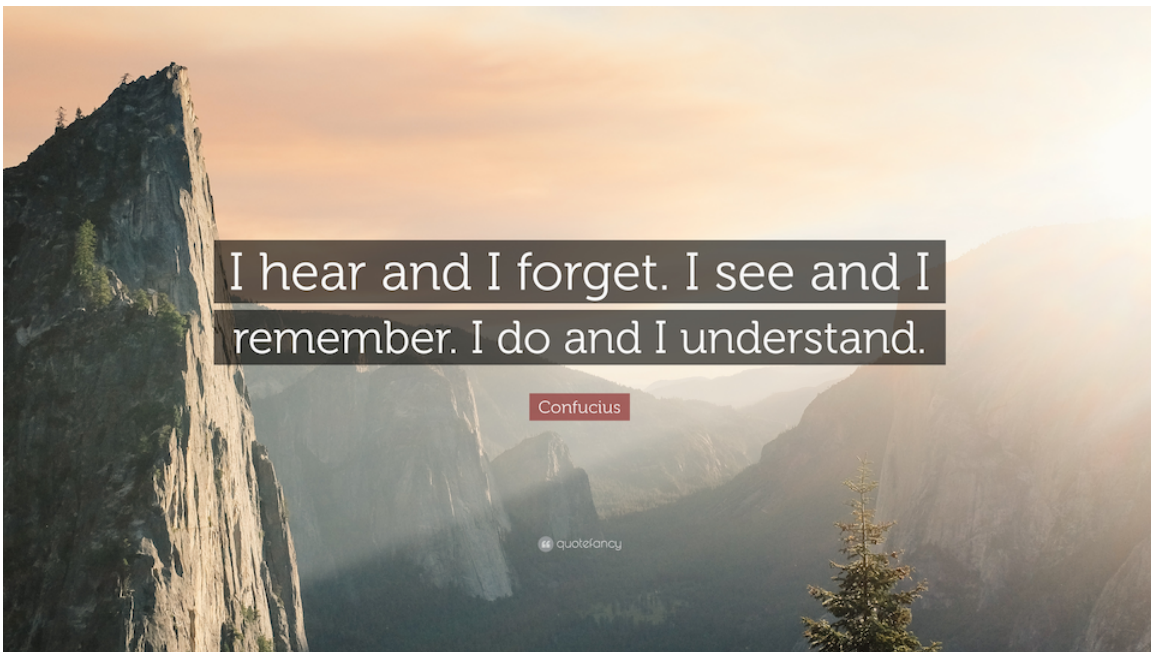 I hear and I forget. I see and I
remember. I do and I understand.
Confucius
quotefancy